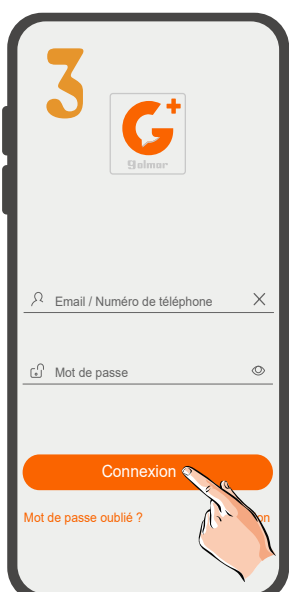 3
G+
golmar
Email / Numéro de téléphone
Mot de passe
Connexion
Mot de passe oublié ?